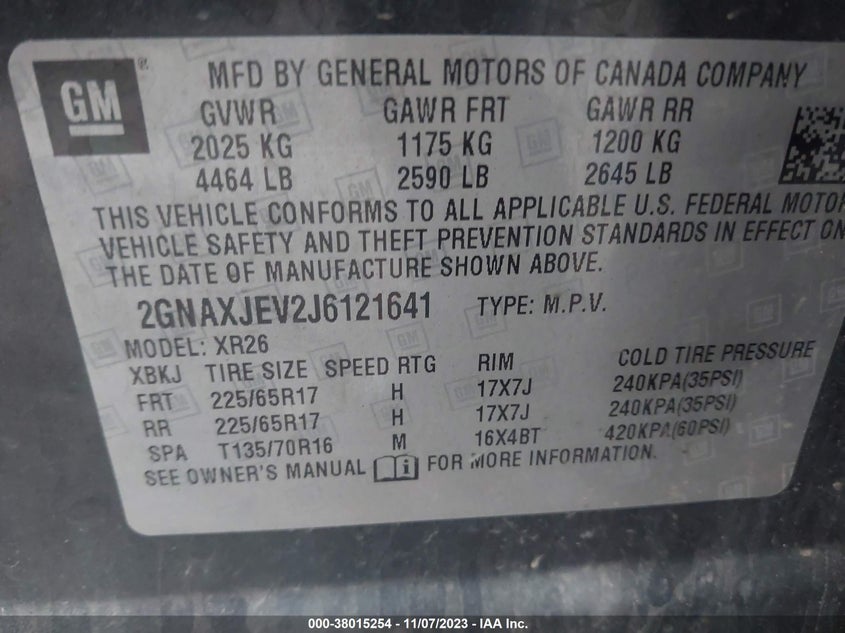 GM ®
MFD BY GENERAL MOTORS OF CANADA COMPANY
GVWR GAWR FRT GAWR RR
2025 KG 1175 KG 1200 KG
4464 LB 2590 LB 2645 LB
THIS VEHICLE CONFORMS TO ALL APPLICABLE U.S. FEDERAL MOTOR
VEHICLE SAFETY AND THEFT PREVENTION STANDARDS IN EFFECT ON
THE DATE OF MANUFACTURE SHOWN ABOVE.
2GNAXJEV2J6121641 TYPE: M.P.V.
MODEL: XR26
XBKJ TIRE SIZE SPEED RTG RIM COLD TIRE PRESSURE
FRT 225/65R17 H 17X7J 240KPA(35PSI)
RR 225/65R17 H 17X7J 240KPA(35PSI)
SPA T135/70R16 M 16X4BT 420KPA(60PSI)
SEE OWNER'S MANUAL i FOR MORE INFORMATION.
000-38015254 - 11/07/2023 - IAA Inc.